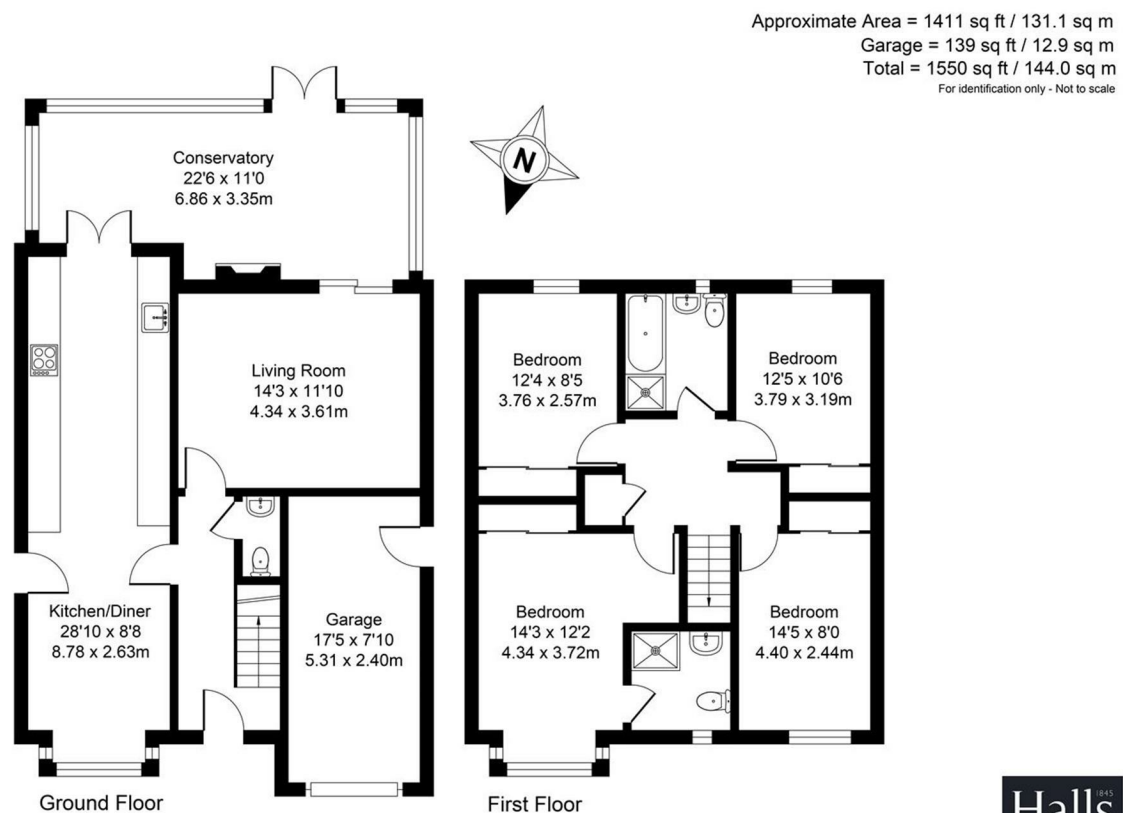 Approximate Area = 1411 sq ft / 131.1 sq m
Garage = 139 sq ft / 12.9 sq m
Total = 1550 sq ft / 144.0 sq m
For identification only - Not to scale
Conservatory
22'6 x 11'0
6.86 x 3.35m
N
Living Room
14'3 x 11'10
4.34 x 3.61m
Kitchen/Diner
28'10 x 8'8
8.78 x 2.63m
Garage
17'5 x 7'10
5.31 x 2.40m
Ground Floor
Bedroom
12'4 x 8'5
3.76 x 2.57m
Bedroom
12'5 x 10'6
3.79 x 3.19m
Bedroom
14'3 x 12'2
4.34 x 3.72m
Bedroom
14'5 x 8'0
4.40 x 2.44m
First Floor
1845
Halls